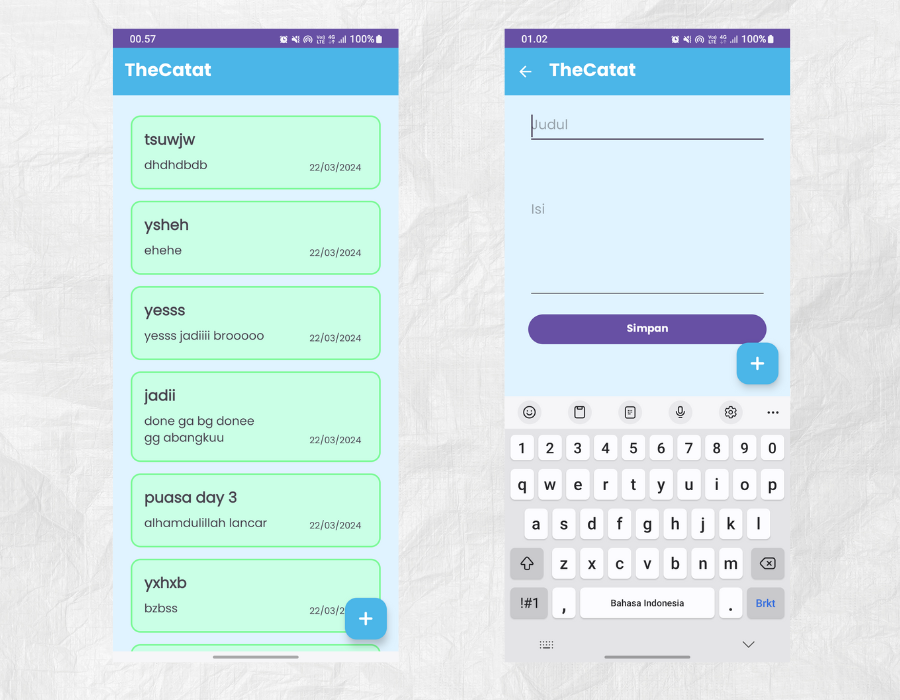 00.57
100%
TheCatat
tsuwjw
dhdhdbdb
22/03/2024
ysheh
ehehe
22/03/2024
yesss
yesss jadiiii brooooo
22/03/2024
jadii
done ga bg donee
gg abangkuu
22/03/2024
puasa day 3
alhamdulillah lancar
22/03/2024
yxhxb
bzbss
22/03/2
+
01.02
100%
TheCatat
Judul
Isi
Simpan
+
1 2 3 4 5 6 7 8 9 0
q w e r t y u i o p
a s d f g h j k l
z x c v b n m
!#1 , Bahasa Indonesia . Brkt